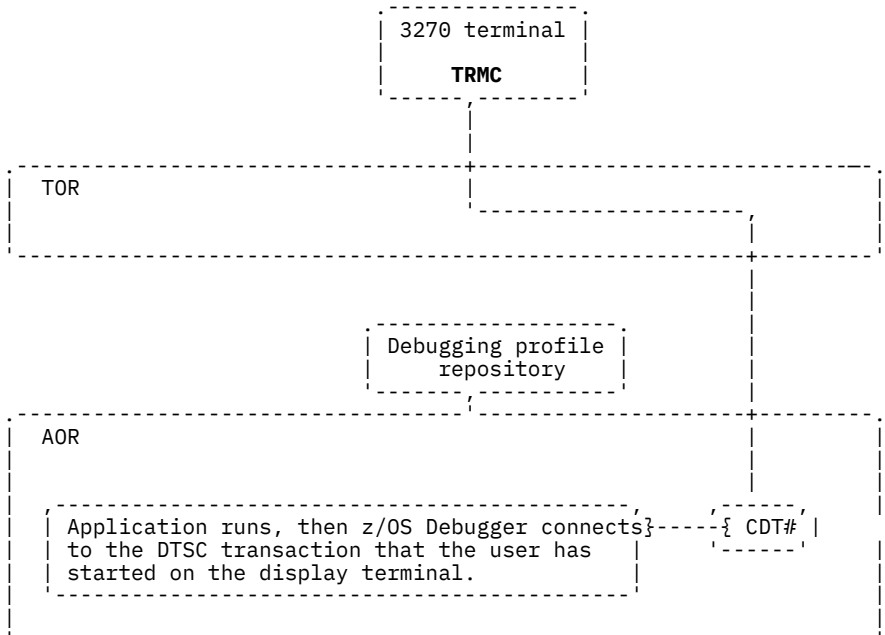 3270 terminal
TRMC
TOR
Debugging profile
repository
AOR
Application runs, then z/OS Debugger connects
to the DTSC transaction that the user has
started on the display terminal.
CDT#